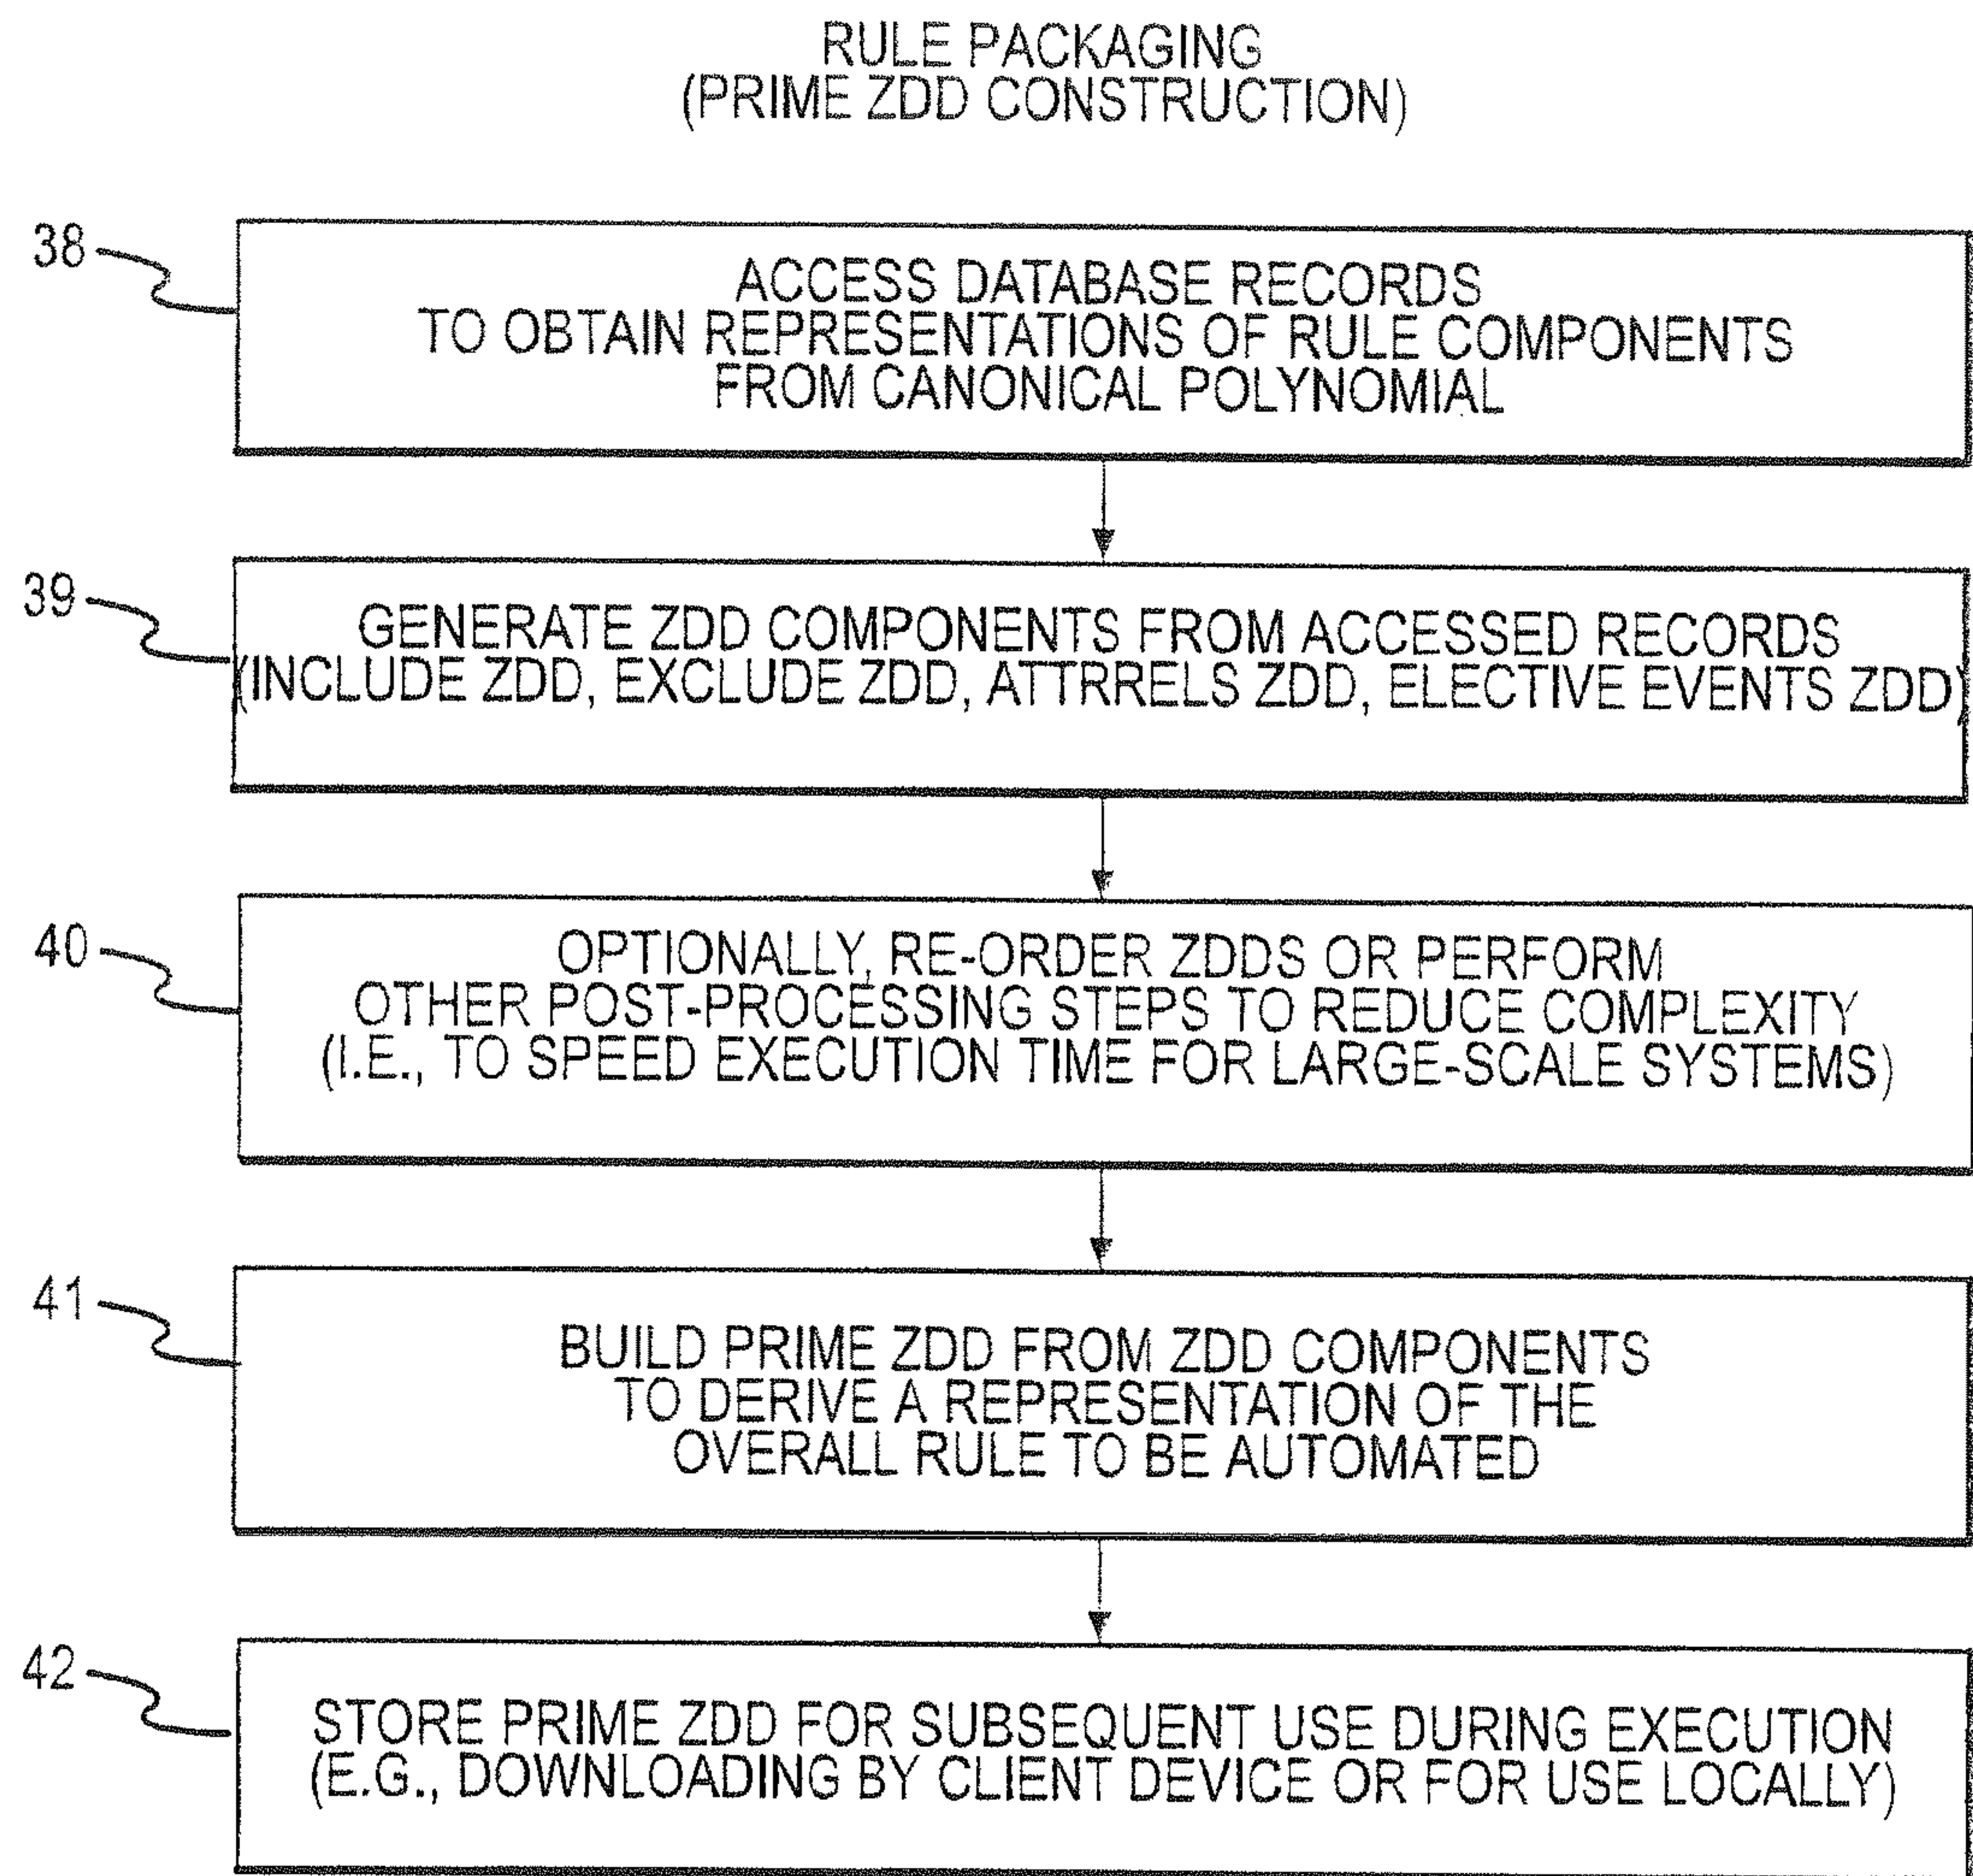 RULE PACKAGING
(PRIME ZDD CONSTRUCTION)
38
ACCESS DATABASE RECORDS
TO OBTAIN REPRESENTATIONS OF RULE COMPONENTS
FROM CANONICAL POLYNOMIAL
39
GENERATE ZDD COMPONENTS FROM ACCESSED RECORDS
(INCLUDE ZDD, EXCLUDE ZDD, ATTRRELS ZDD, ELECTIVE EVENTS ZDD)
40
OPTIONALLY, RE-ORDER ZDDS OR PERFORM
OTHER POST-PROCESSING STEPS TO REDUCE COMPLEXITY
(I.E., TO SPEED EXECUTION TIME FOR LARGE-SCALE SYSTEMS)
41
BUILD PRIME ZDD FROM ZDD COMPONENTS
TO DERIVE A REPRESENTATION OF THE
OVERALL RULE TO BE AUTOMATED
42
STORE PRIME ZDD FOR SUBSEQUENT USE DURING EXECUTION
(E.G., DOWNLOADING BY CLIENT DEVICE OR FOR USE LOCALLY)